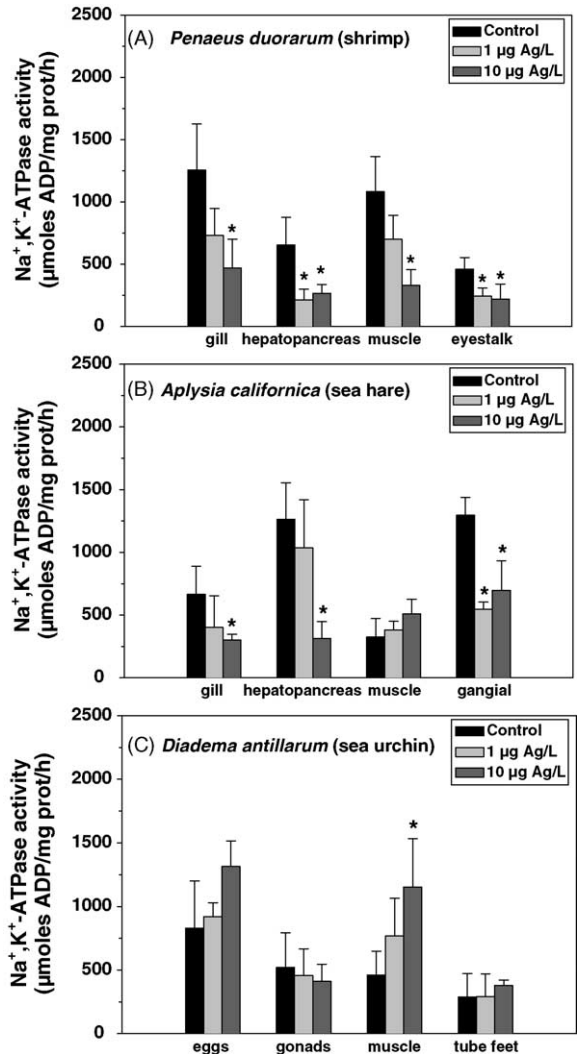 Na⁺,K⁺-ATPase activity
(µmoles ADP/mg prot/h)
2500
2000
1500
1000
500
0
(A) Penaeus duorarum (shrimp)
Control
1 µg Ag/L
10 µg Ag/L
*
*
*
*
*
*
gill hepatopancreas muscle eyestalk
Na⁺,K⁺-ATPase activity
(µmoles ADP/mg prot/h)
2500
2000
1500
1000
500
0
(B) Aplysia californica (sea hare)
Control
1 µg Ag/L
10 µg Ag/L
*
*
*
*
gill hepatopancreas muscle gangial
Na⁺,K⁺-ATPase activity
(µmoles ADP/mg prot/h)
2500
2000
1500
1000
500
0
(C) Diadema antillarum (sea urchin)
Control
1 µg Ag/L
10 µg Ag/L
*
eggs gonads muscle tube feet